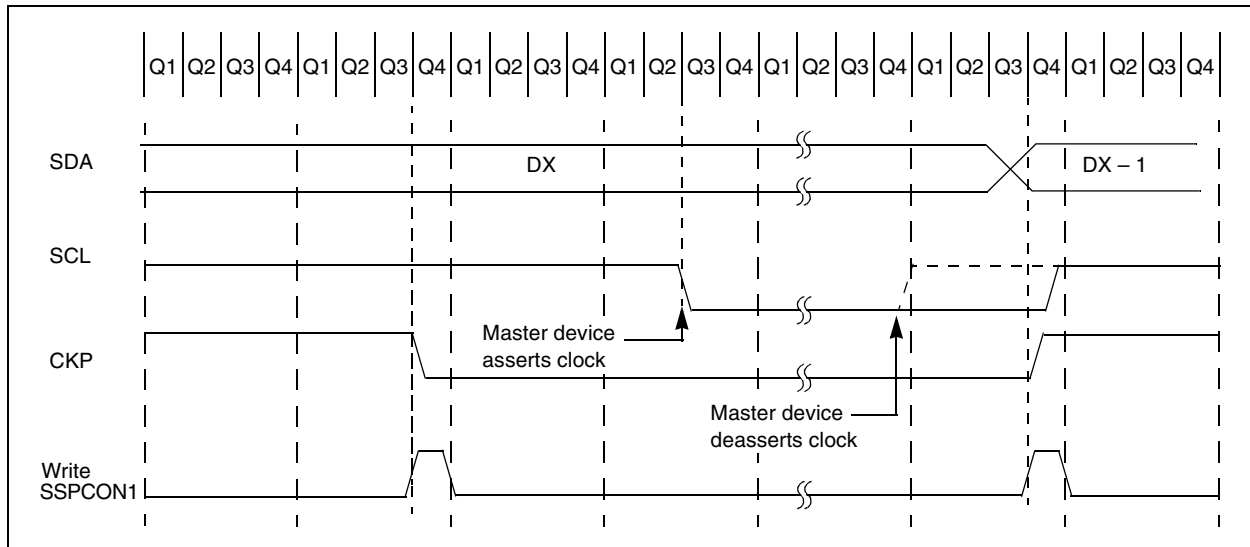 Q1 Q2 Q3 Q4 Q1 Q2 Q3 Q4 Q1 Q2 Q3 Q4 Q1 Q2 Q3 Q4 Q1 Q2 Q3 Q4 Q1 Q2 Q3 Q4 Q1 Q2 Q3 Q4
SDA
DX
DX – 1
SCL
Master device
asserts clock
CKP
Master device
deasserts clock
Write
SSPCON1